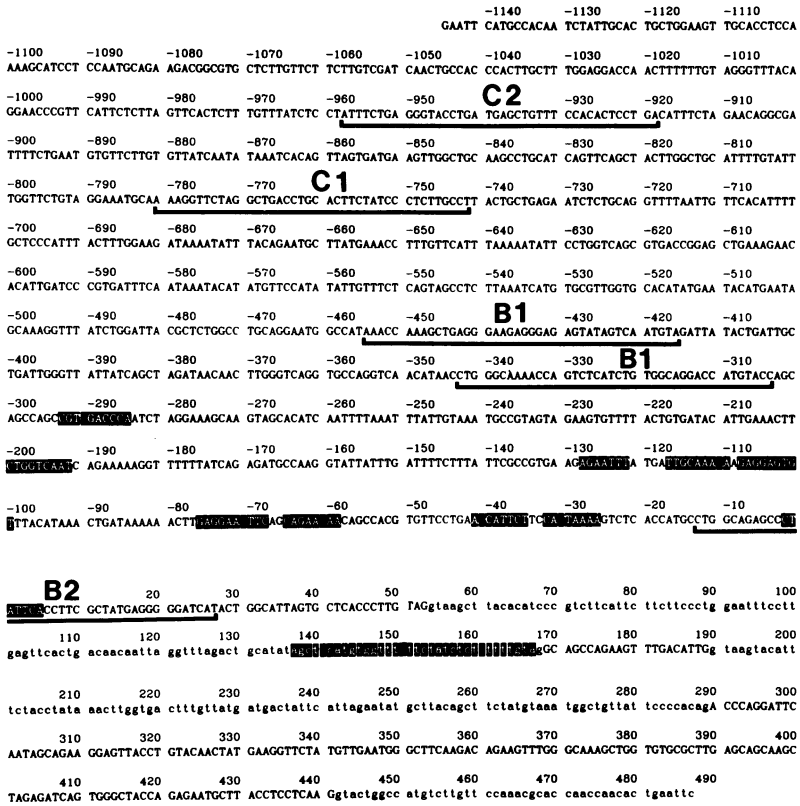 -1140 -1130 -1120 -1110
GAATT CATGCCACAA TCTATTGCAC TGCTGGAAGT TGCACCTCCA
-1100 -1090 -1080 -1070 -1060 -1050 -1040 -1030 -1020 -1010
AAAGCATCCT CCAATGCAGA AGACGGCGTG CTCTTGTTCT TCTTGTCGAT CAACTGCCAC CCACTTGCTT TGGAGGACCA ACTTTTTTGT AGGGTTTACA
-1000 -990 -980 -970 -960 -950 C2 -930 -920 -910
GGAACCCGTT CATTCTCTTA GTTCACTCTT TGTTTATCTCCT CCTATTTCTGA GGGTACCTGA TGAGCTGTTT CCACACTCCT GACATTTCTA GAACAGGCGA
-900 -890 -880 -870 -860 -850 -840 -830 -820 -810
TTTTCTGAAT GTGTTCTTGT GTTATCAATA TAAATCACAG TTAGTGATGA AGTTGGCTGC AAGCCTGCAT CAGTTCAGCT ACTTGGCTGC ATTTTGTATT
-800 -790 -780 -770 C1 -750 -740 -730 -720 -710
TGGTTCTGTA GGAAATGCAA AAGGTTCTAG GCTGACCTGC ACTTCTATCC CTCTTGCCTT ACTGCTGAGA ATCTCTGCAG GTTTTAATTG TTCACATTTT
-700 -690 -680 -670 -660 -650 -640 -630 -620 -610
GCTCCCATTT ACTTTGGAAG ATAAAATATT TACAGAATGC TTATGAAACC TTTGTTCATT TAAAAATATT CCTGGTCAGC GTGACCGGAG CTGAAAGAAC
-600 -590 -580 -570 -560 -550 -540 -530 -520 -510
ACATTGATCC CGTGATTTCA ATAAATACAT ATGTTCCATA TATTGTTTCT CAGTAGCCTC TTAAATCATG TGCGTTGGTG CACATATGAA TACATGAATA
-500 -490 -480 -470 -460 -450 B1 -430 -420 -410
GCAAAGGTTT ATCTGGATTA CGCTCTGGCC TGCAGGAATG GCCATAAACC AAAGCTGAGG GAAGAGGGAG AGTATAGTCA ATGTAGATTA TACTGATTGC
-400 -390 -380 -370 -360 -350 -340 -330 B1 -310
TGATTGGGTT ATTATCAGCT AGATAACAAC TTGGGTCAGG TGCCAGGTCA ACATAACCTG GGGCAAAACCA GTCTCATCTG TGGCAGGACC ATGTACCAGC
-300 -290 -280 -270 -260 -250 -240 -230 -220 -210
AGCCAGC ATCT AGGAAAGCAA GTAGCACATC AATTTTAAAT TTATTGTAAA TGCCGTAGTA GAAGTGTTTT ACTGTGATAC ATTGAAACTT
-200 -190 -180 -170 -160 -150 -140 -130 -120 -110
CTGGTCAAT CAGAAAAAGGT TTTTTATCAG AGATGCCAAG GTATTATTTG ATTTTCTTTA TTCGCCGTGA AG ATGA
-100 -90 -80 -70 -60 -50 -40 -30 -20 -10
TTACATAAA CTGATAAAAA ACTT AG CAGCCACG TGTTCCTGA TC GTCTC ACCATGCCTG GCAGAGCC
B2 20 30 40 50 60 70 80 90 100
CCTTCG GCTATGAGGG GGATCATACT GGCATTAGTG CTCACCCTTG TAGgtaagct tacacatccc gtcttcattc ttcttccctg gaatttcctt
110 120 130 140 150 160 170 180 190 200
gagttcactg acaacaatta ggtttagact gcatat gGC AGCCAGAAGT TTGACATTGg taagtacatt
210 220 230 240 250 260 270 280 290 300
tctacctata aacttggtga ctttgttatg atgactattc attagaatat gcttacagct tctatgtaaa tggctgttat tccccacagA CCCAGGATTC
310 320 330 340 350 360 370 380 390 400
AATAGCAGAA GGAGTTACCT GTACAACTAT GAAGGTTCTA TGTTGAATGG GCTTCAAGAC AGAAGTTTGG GCAAAGCTGG TGTGCGCTTG AGCAGCAAGC
410 420 430 440 450 460 470 480 490
TAGAGATCAG TGGGCTACCA GAGAATGCTT ACCTCCTCAA Ggtactggcc atgtcttgtt ccaaacgcac caaccaacac tgaattc